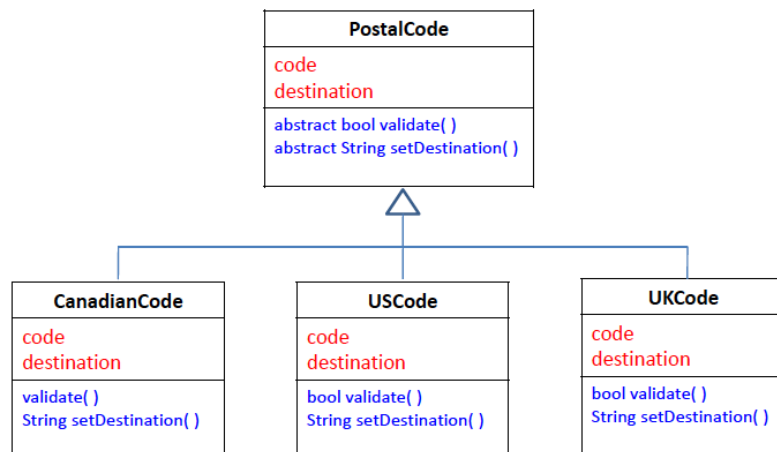 PostalCode
code
destination
abstract bool validate( )
abstract String setDestination( )
CanadianCode
code
destination
validate( )
String setDestination( )
USCode
code
destination
bool validate( )
String setDestination( )
UKCode
code
destination
bool validate( )
String setDestination( )